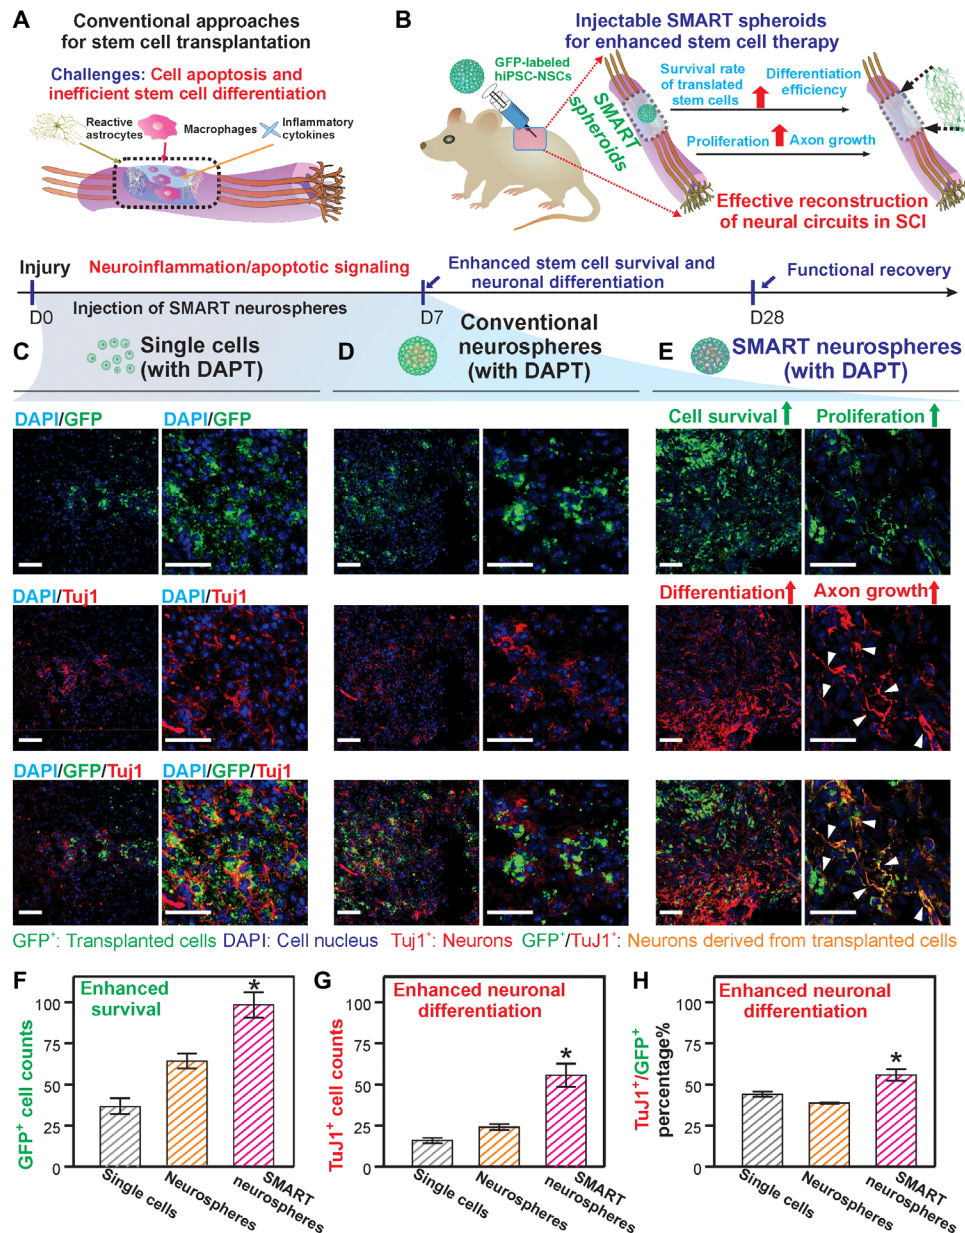 A
Conventional approaches
for stem cell transplantation
Challenges: Cell apoptosis and
inefficient stem cell differentiation
Reactive
astrocytes
Macrophages
Inflammatory
cytokines
B
Injectable SMART spheroids
for enhanced stem cell therapy
GFP-labeled
hiPSC-NSCs
SMART
spheroids
Survival rate
of translated
stem cells
Differentiation
efficiency
Proliferation
Axon growth
Effective reconstruction
of neural circuits in SCI
Injury
Neuroinflammation/apoptotic signaling
Enhanced stem cell survival and
neuronal differentiation
Functional recovery
D0
Injection of SMART neurospheres
D7
D28
C
Single cells
(with DAPT)
D
Conventional
neurospheres
(with DAPT)
E
SMART neurospheres
(with DAPT)
DAPI/GFP
DAPI/GFP
Cell survival
Proliferation
DAPI/Tuj1
DAPI/Tuj1
Differentiation
Axon growth
DAPI/GFP/Tuj1
DAPI/GFP/Tuj1
GFP+: Transplanted cells DAPI: Cell nucleus Tuj1+: Neurons GFP+/TuJ1+: Neurons derived from transplanted cells
F
Enhanced
survival
GFP+ cell counts
100
75
50
25
0
*
Single cells
Neurospheres
SMART
neurospheres
G
Enhanced neuronal
differentiation
TuJ1+ cell counts
100
75
50
25
0
*
Single cells
Neurospheres
SMART
neurospheres
H
Enhanced neuronal
differentiation
TuJ1+/GFP+
percentage%
100
75
50
25
0
*
Single cells
Neurospheres
SMART
neurospheres